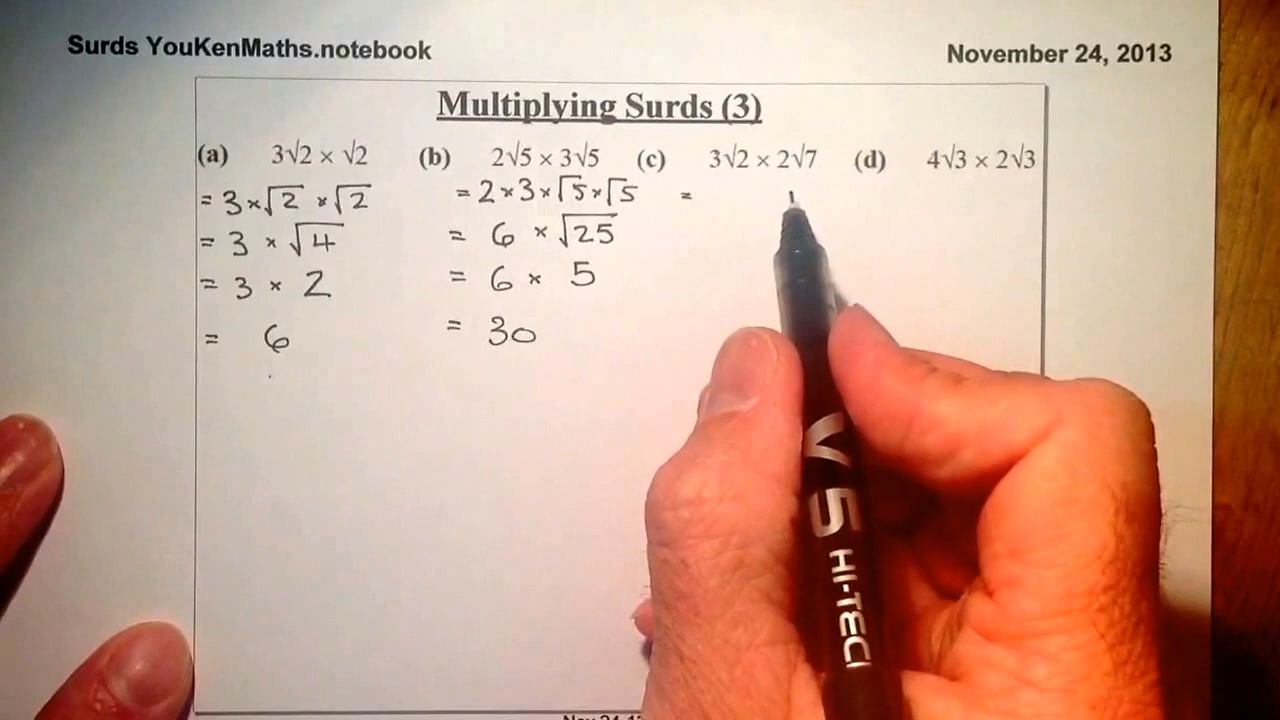 Surds YouKenMaths.notebook November 24, 2013
Multiplying Surds (3)
(a) 3√2 × √2 (b) 2√5 × 3√5 (c) 3√2 × 2√7 (d) 4√3 × 2√3
= 3 × √2 × √2 = 2 × 3 × √5 × √5 =
= 3 × √4 = 6 × √25
= 3 × 2 = 6 × 5
= 6 = 30
V5
HI-TEC